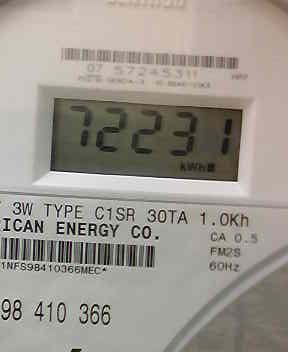 07 57245311
72231
kWh
3W TYPE C1SR 30TA 1.0Kh
RICAN ENERGY CO.
CA 0.5
FM2S
60Hz
1NFS98410366MEC*
98 410 366